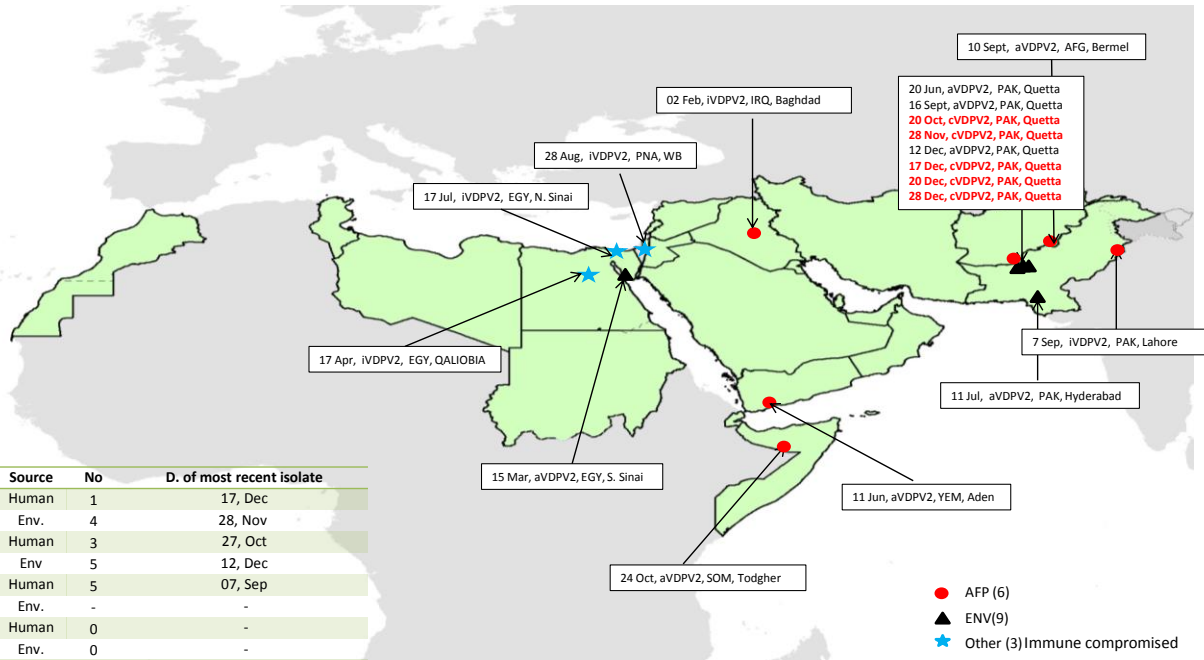 10 Sept, aVDPV2, AFG, Bermel
20 Jun, aVDPV2, PAK, Quetta
16 Sept, aVDPV2, PAK, Quetta
20 Oct, cVDPV2, PAK, Quetta
28 Nov, cVDPV2, PAK, Quetta
12 Dec, aVDPV2, PAK, Quetta
17 Dec, cVDPV2, PAK, Quetta
20 Dec, cVDPV2, PAK, Quetta
28 Dec, cVDPV2, PAK, Quetta
02 Feb, iVDPV2, IRQ, Baghdad
28 Aug, iVDPV2, PNA, WB
17 Jul, iVDPV2, EGY, N. Sinai
17 Apr, iVDPV2, EGY, QALIOBIA
7 Sep, iVDPV2, PAK, Lahore
11 Jul, aVDPV2, PAK, Hyderabad
15 Mar, aVDPV2, EGY, S. Sinai
11 Jun, aVDPV2, YEM, Aden
24 Oct, aVDPV2, SOM, Todgher
Source No D. of most recent isolate
Human 1 17, Dec
Env. 4 28, Nov
Human 3 27, Oct
Env 5 12, Dec
Human 5 07, Sep
Env. - -
Human 0 -
Env. 0 -
AFP (6)
ENV(9)
Other (3) Immune compromised